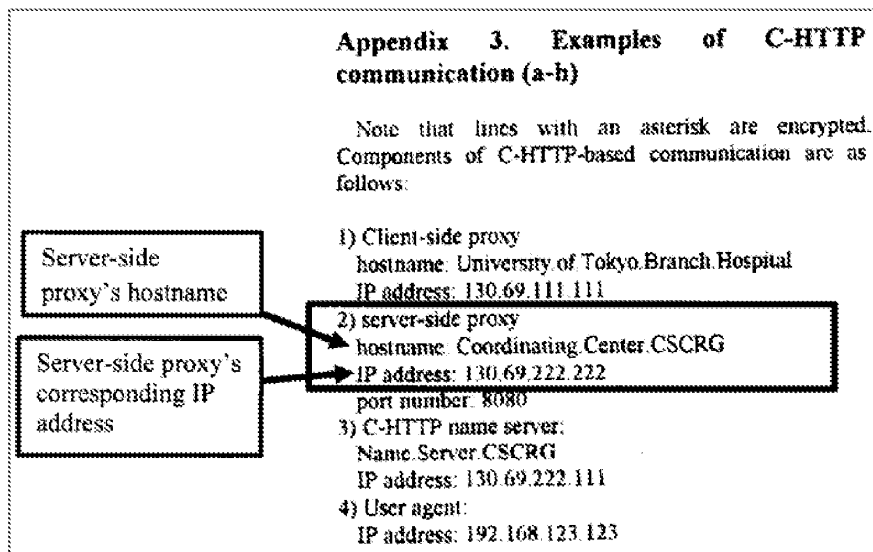 Appendix 3. Examples of C-HTTP
communication (a-h)
Note that lines with an asterisk are encrypted.
Components of C-HTTP-based communication are as
follows:
1) Client-side proxy
hostname: University.of.Tokyo.Branch.Hospital
IP address: 130.69.111.111
2) server-side proxy
hostname: Coordinating.Center.CSCRG
IP address: 130.69.222.222
port number: 8080
3) C-HTTP name server:
Name.Server.CSCRG
IP address: 130.69.222.111
4) User agent:
IP address: 192.168.123.123
Server-side
proxy's hostname
Server-side proxy's
corresponding IP
address